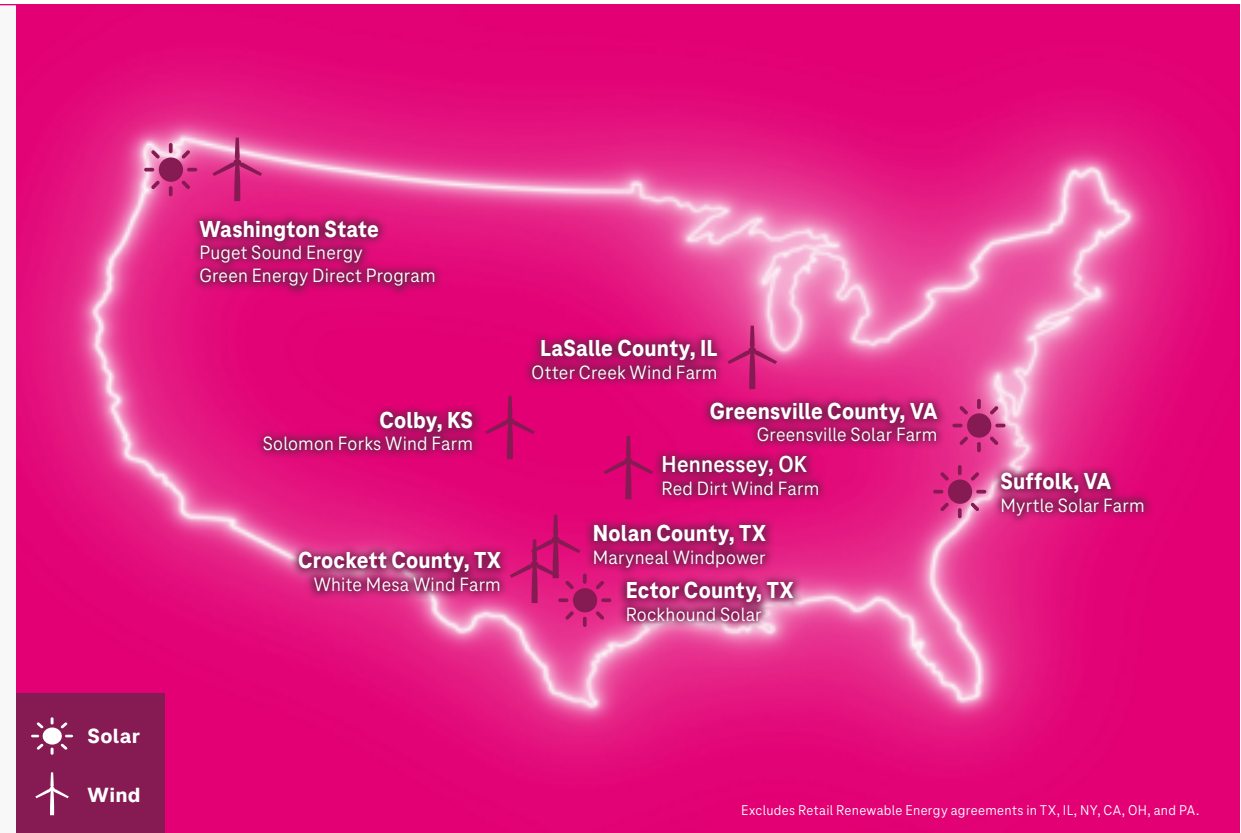 Washington State
Puget Sound Energy
Green Energy Direct Program
LaSalle County, IL
Otter Creek Wind Farm
Colby, KS
Solomon Forks Wind Farm
Greensville County, VA
Greensville Solar Farm
Hennessey, OK
Red Dirt Wind Farm
Suffolk, VA
Myrtle Solar Farm
Nolan County, TX
Maryneal Windpower
Crockett County, TX
White Mesa Wind Farm
Ector County, TX
Rockhound Solar
Solar
Wind
Excludes Retail Renewable Energy agreements in TX, IL, NY, CA, OH, and PA.